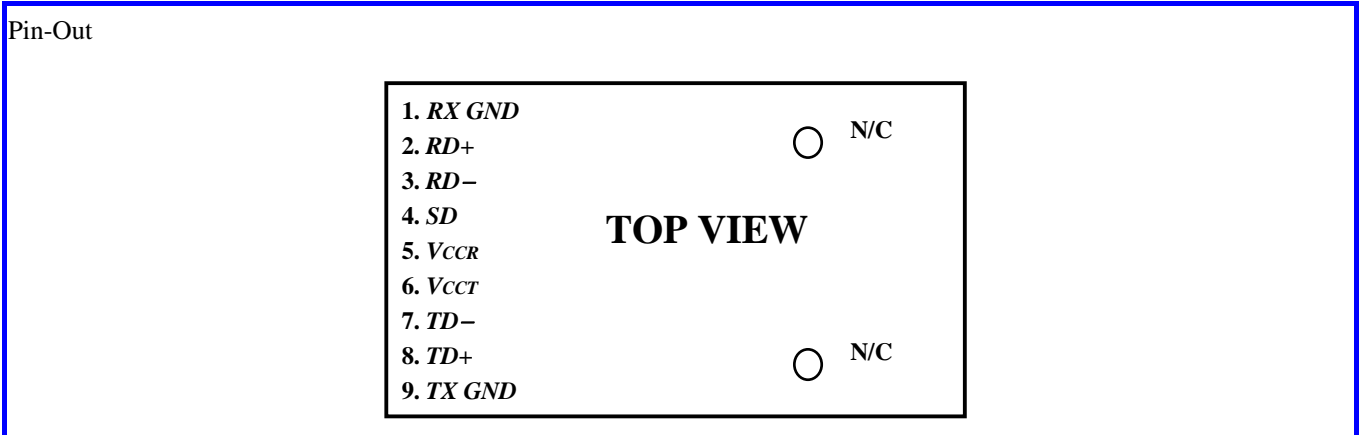 Pin-Out
1. RX GND
N/C
2. RD+
3. RD−
4. SD
TOP VIEW
5. VCCR
6. VCCT
7. TD−
8. TD+
N/C
9. TX GND